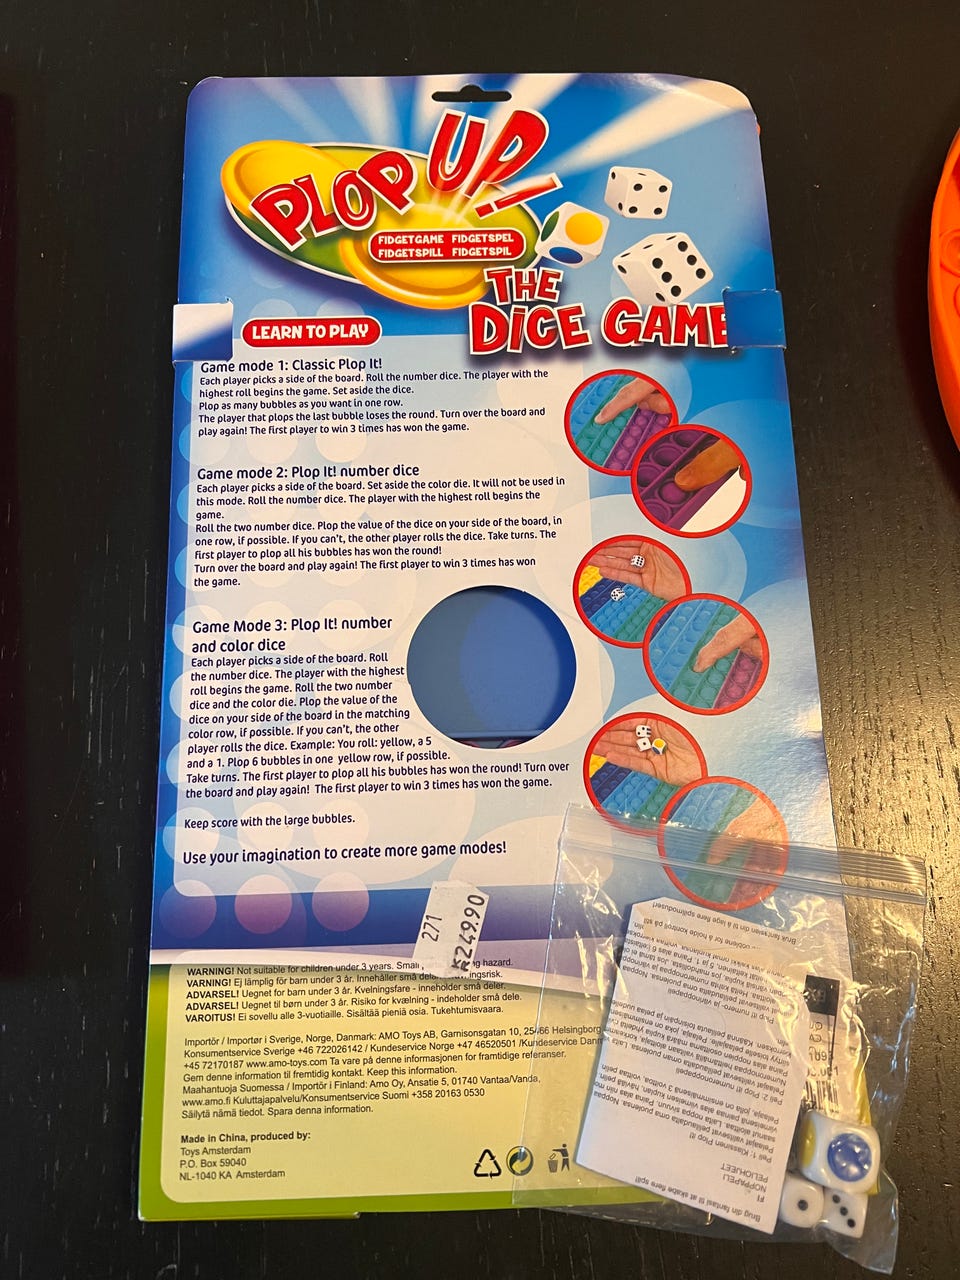 PLOP UP!
FIDGETGAME FIDGETSPEL
FIDGETSPILL FIDGETSPIL
THE
DICE GAME
LEARN TO PLAY
Game mode 1: Classic Plop It!
Each player picks a side of the board. Roll the number dice. The player with the
highest roll begins the game. Set aside the dice.
Plop as many bubbles as you want in one row.
The player that plops the last bubble loses the round. Turn over the board and
play again! The first player to win 3 times has won the game.
Game mode 2: Plop It! number dice
Each player picks a side of the board. Set aside the color die. It will not be used in
this mode. Roll the number dice. The player with the highest roll begins the
game.
Roll the two number dice. Plop the value of the dice on your side of the board, in
one row, if possible. If you can't, the other player rolls the dice. Take turns. The
first player to plop all his bubbles has won the round!
Turn over the board and play again! The first player to win 3 times has won
the game.
Game Mode 3: Plop It! number
and color dice
Each player picks a side of the board. Roll
the number dice. The player with the highest
roll begins the game. Roll the two number
dice and the color die. Plop the value of the
dice on your side of the board in the matching
color row, if possible. If you can't, the other
player rolls the dice. Example: You roll: yellow, a 5
and a 1. Plop 6 bubbles in one yellow row, if possible.
Take turns. The first player to plop all his bubbles has won the round! Turn over
the board and play again! The first player to win 3 times has won the game.
Keep score with the large bubbles.
Use your imagination to create more game modes!
271
249.90
WARNING! Not suitable for children under 3 years. hazard.
VARNING! Ej lämplig för barn under 3 år. Innehåller små
ADVARSEL! Uegnet for barn under 3 år. Kvelningsfare - inneholder små deler.
ADVARSEL! Uegnet til børn under 3 år. Risiko for kvælning - indeholder små dele.
VAROITUS! Ei sovellu alle 3-vuotiaille. Sisältää pieniä osia. Tukehtumisvaara.
Importör / Importør i Sverige, Norge, Danmark: AMO Toys AB, Garnisonsgatan 10, 25466 Helsingborg
Konsumentservice Sverige +46 722026142 / Kundeservice Norge +47 46520501 /Kundeservice
+45 72170187 www.amo-toys.com Ta vare på denne informasjonen for framtidige referanser.
Gem denne information til fremtidig kontakt. Keep this information.
Maahantuoja Suomessa / Importör i Finland: Amo Oy, Ansatie 5, 01740 Vantaa/Vanda,
www.amo.fi Kuluttajapalvelu/Konsumentservice Suomi +358 20163 0530
Säilytä nämä tiedot. Spara denna information.
Made in China, produced by:
Toys Amsterdam
P.O. Box 59040
NL-1040 KA Amsterdam
Brug din fantasi til at skabe flere spil!
FI
NOPPAPELI
PELIOHJEET
Peli 1: Klassinen Plop It!